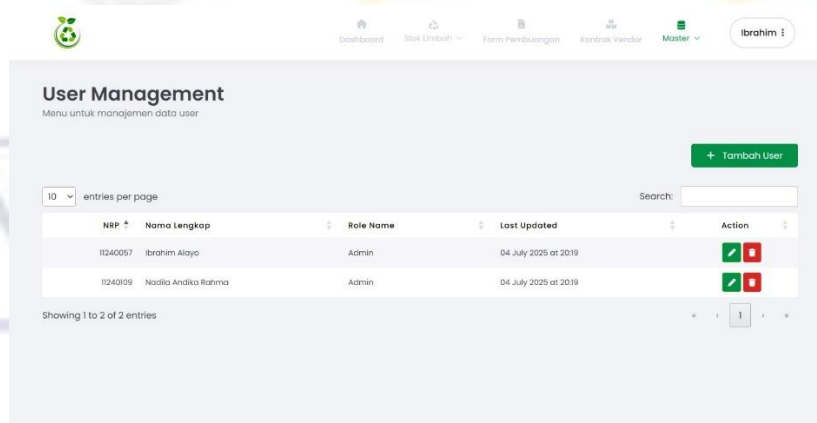 Dashboard Stok Limbah Form Pembuangan Kontrak Vendor Master Ibrahim
User Management
Menu untuk manajemen data user
+ Tambah User
10 entries per page Search:
NRP Nama Lengkap Role Name Last Updated Action
11240057 Ibrahim Alayo Admin 04 July 2025 at 20:19
11240109 Nadila Andika Rahma Admin 04 July 2025 at 20:19
Showing 1 to 2 of 2 entries « ‹ 1 › »